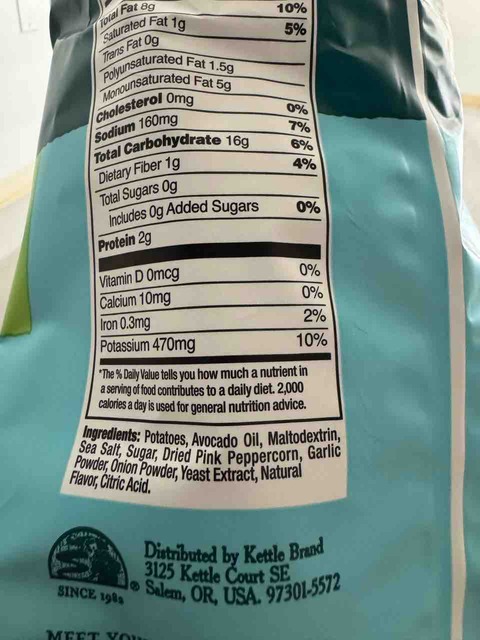 Total Fat 8g 10%
Saturated Fat 1g 5%
Trans Fat 0g
Polyunsaturated Fat 1.5g
Monounsaturated Fat 5g
Cholesterol 0mg 0%
Sodium 160mg 7%
Total Carbohydrate 16g 6%
Dietary Fiber 1g 4%
Total Sugars 0g
Includes 0g Added Sugars 0%
Protein 2g
Vitamin D 0mcg 0%
Calcium 10mg 0%
Iron 0.3mg 2%
Potassium 470mg 10%
*The % Daily Value tells you how much a nutrient in
a serving of food contributes to a daily diet. 2,000
calories a day is used for general nutrition advice.
Ingredients: Potatoes, Avocado Oil, Maltodextrin,
Sea Salt, Sugar, Dried Pink Peppercorn, Garlic
Powder, Onion Powder, Yeast Extract, Natural
Flavor, Citric Acid.
Distributed by Kettle Brand
3125 Kettle Court SE
® Salem, OR, USA. 97301-5572
SINCE 1982
MEET YOU